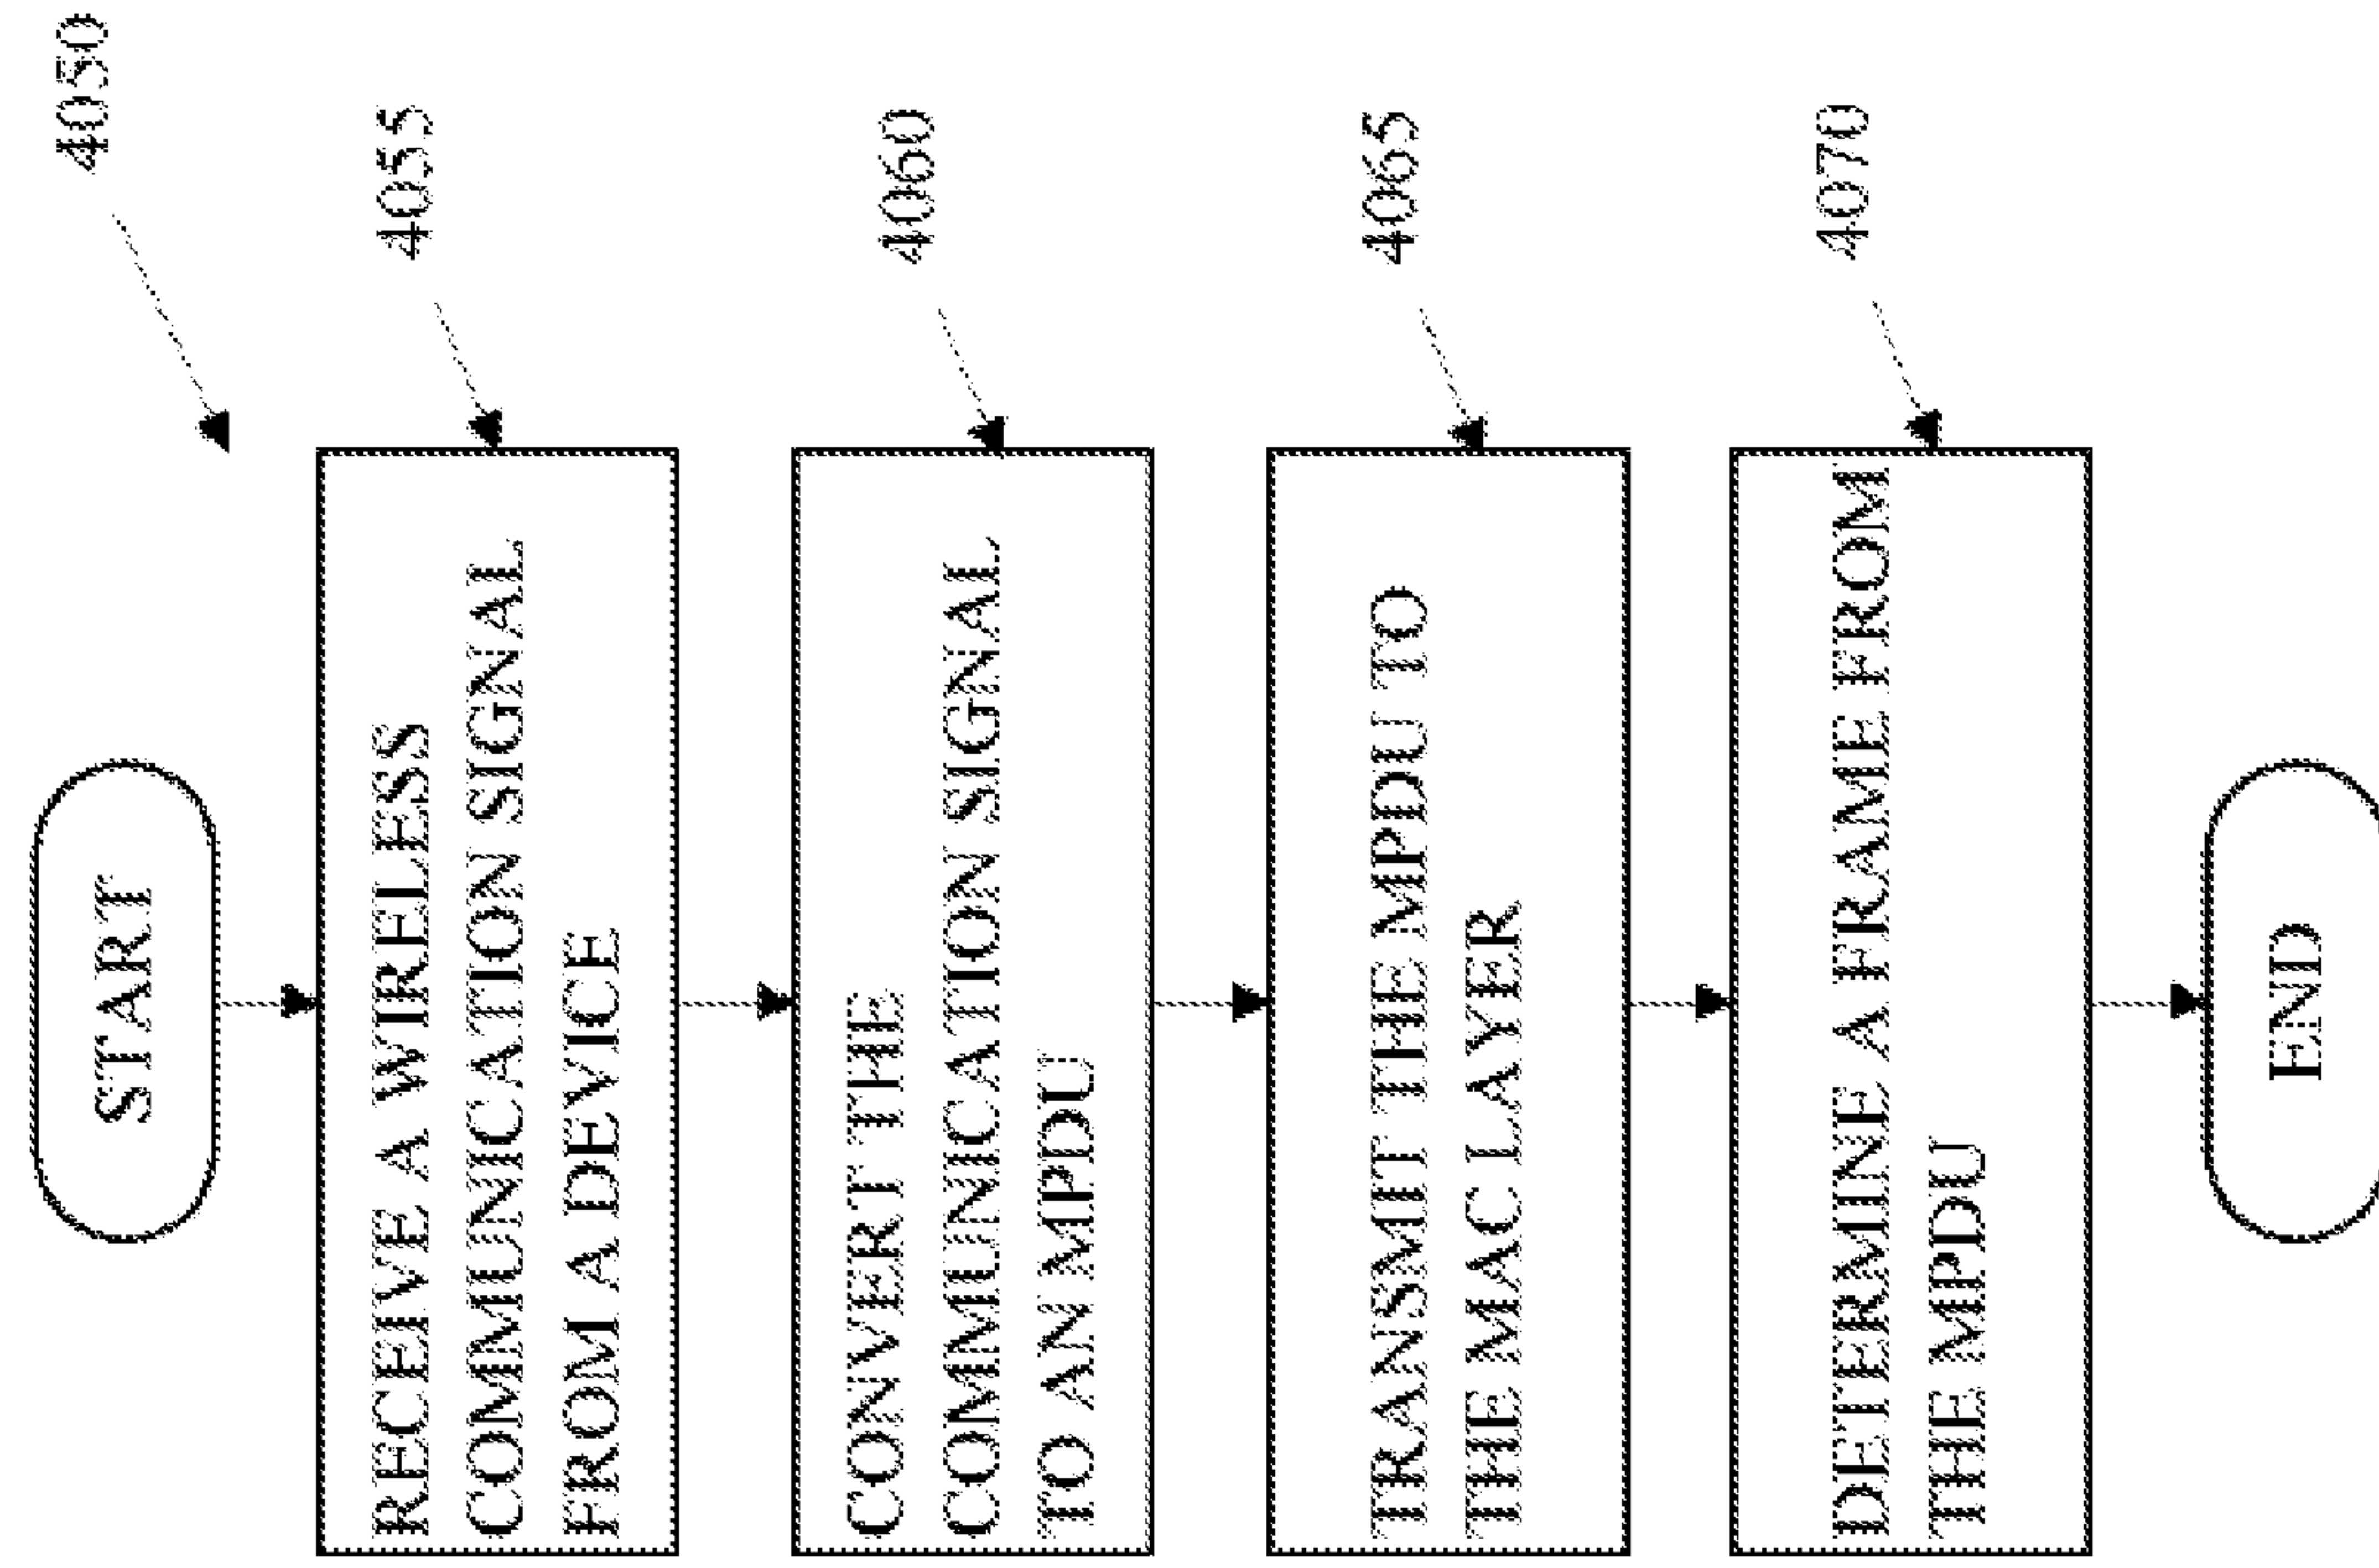 4050
START
RECEIVE A WIRELESS
COMMUNICATION SIGNAL
FROM A DEVICE
4055
CONVERT THE
COMMUNICATION SIGNAL
TO AN MPDU
4060
TRANSMIT THE MPDU TO
THE MAC LAYER
4065
DETERMINE A FRAME FROM
THE MPDU
4070
END